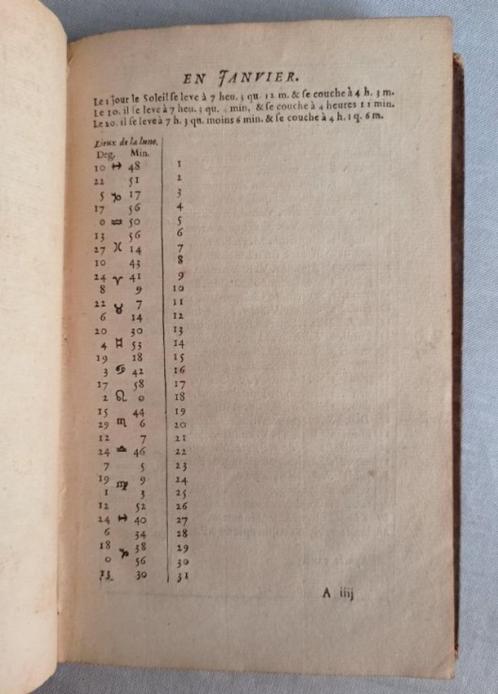 EN JANVIER.
Le 1 jour le Soleil se leve à 7 heu. 3 qu. 12 m. & se couche à 4 h. 3 m.
Le 10. il se leve à 7 heu. 3 qu. min, & se couche à 4 heures 11 min.
Le 20. il se leve à 7 h. 3 qu. moins 6 min. & se couche à 4 h. 1 q. 6 m.
Lieux de la lune.
Deg. Min.
10 ♐ 48 1
22 51 2
5 ♑ 17 3
17 56 4
0 ♒ 50 5
13 56 6
27 ♓ 14 7
10 43 8
24 ♈ 41 9
8 9 10
22 ♉ 7 11
6 14 12
20 30 13
4 ♊ 53 14
19 18 15
3 ♋ 42 16
17 58 17
2 ♌ 0 18
15 44 19
29 ♏ 6 20
12 7 21
24 ♎ 46 22
7 5 23
19 ♍ 9 24
1 3 25
12 52 26
24 ♐ 40 27
6 34 28
18 ♑ 38 29
0 56 30
13 30 31
A iiij